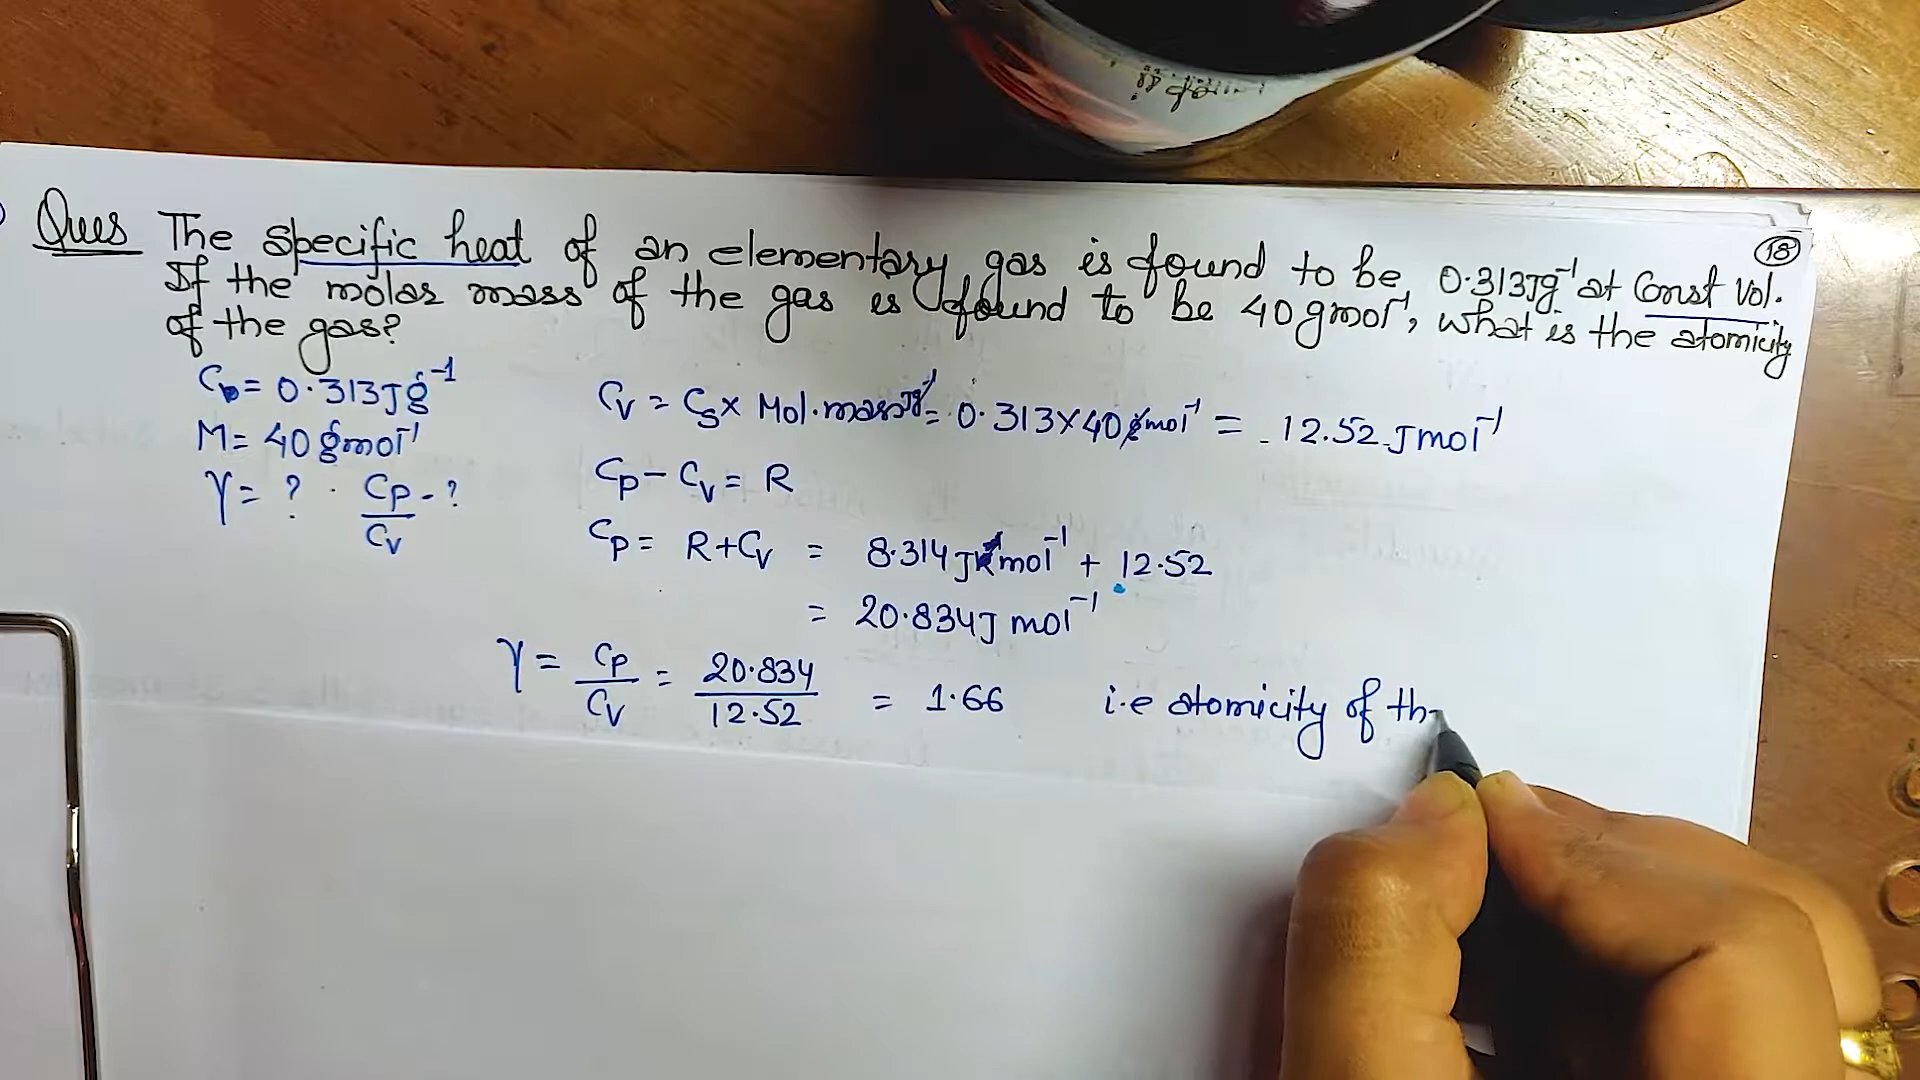 18
Ques The specific heat of an elementary gas is found to be 0.313Jg⁻¹ at Const Vol.
If the molar mass of the gas is found to be 40gmol⁻¹, what is the atomicity
of the gas?
= 0.313Jg⁻¹
M = 40gmol⁻¹
γ = ? . Cp/Cv - ?
Cv = Cs × Mol.mass = 0.313×40gmol⁻¹ = 12.52 Jmol⁻¹
Cp - Cv = R
Cp = R+Cv = 8.314J mol⁻¹ + 12.52
= 20.834J mol⁻¹
γ = Cp/Cv = 20.834/12.52 = 1.66 i.e atomicity of th